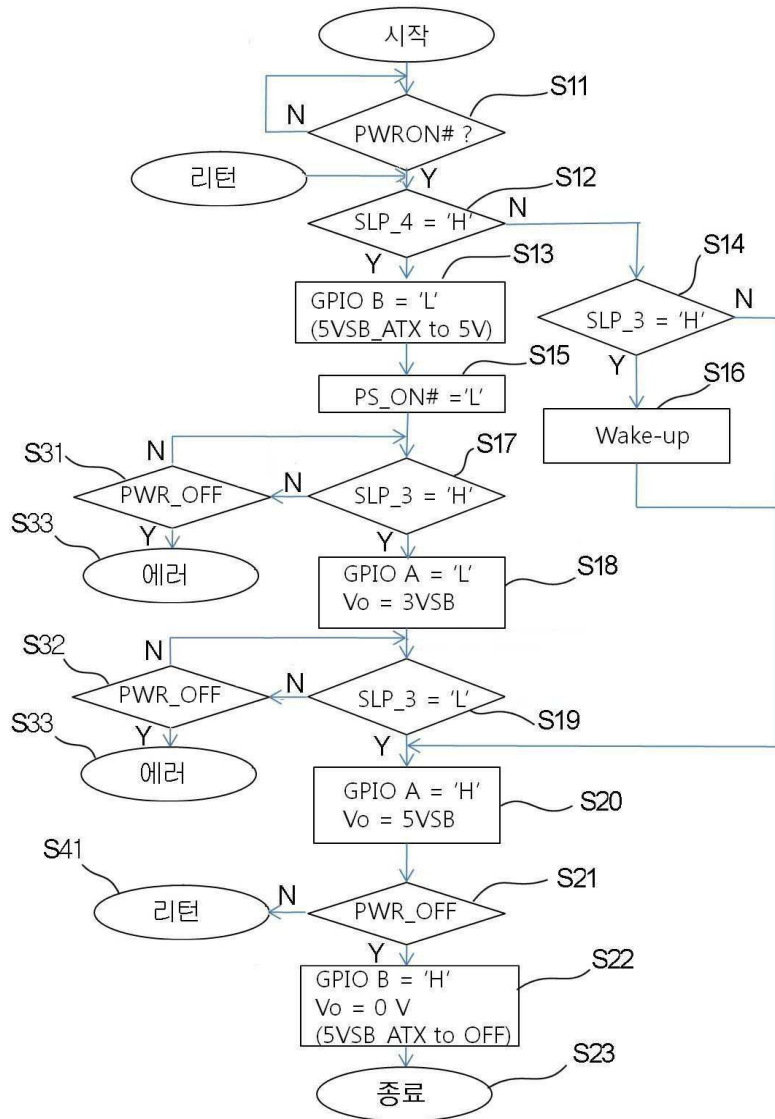 시작
S11
N
PWRON# ?
Y
리턴
S12
SLP_4 = 'H'
N
Y
S13
GPIO B = 'L'
(5VSB_ATX to 5V)
S14
SLP_3 = 'H'
N
Y
S15
PS_ON# ='L'
S16
Wake-up
N
S31
PWR_OFF
N
S17
SLP_3 = 'H'
Y
Y
S33
에러
S18
GPIO A = 'L'
Vo = 3VSB
N
S32
PWR_OFF
N
SLP_3 = 'L'
S19
Y
Y
S33
에러
GPIO A = 'H'
Vo = 5VSB
S20
S41
리턴
N
S21
PWR_OFF
Y
S22
GPIO B = 'H'
Vo = 0 V
(5VSB_ATX to OFF)
S23
종료